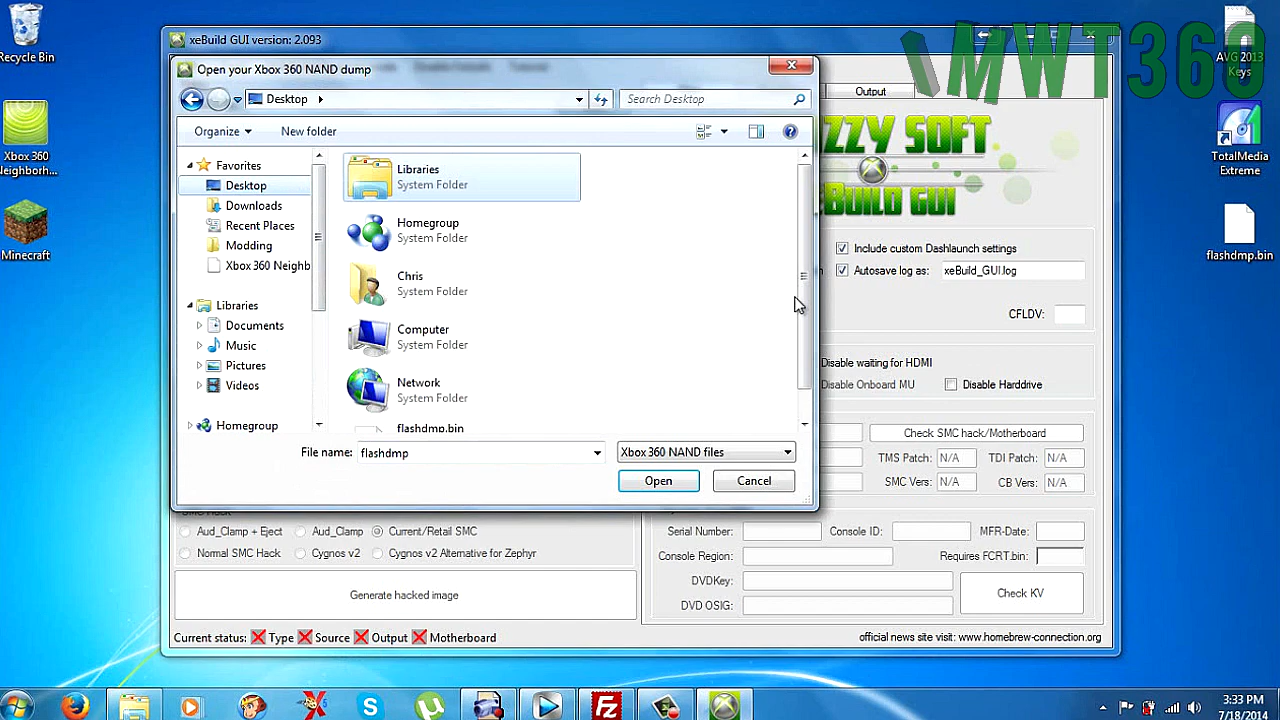 Recycle Bin
Xbox 360
Neighborh...
Minecraft
xeBuild GUI version: 2.093
MWT360
AVG 2013
Keys
TotalMedia
Extreme
flashdmp.bin
Open your Xbox 360 NAND dump
Desktop
Search Desktop
Organize
New folder
Favorites
Desktop
Downloads
Recent Places
Modding
Xbox 360 Neighb
Libraries
Documents
Music
Pictures
Videos
Homegroup
Libraries
System Folder
Homegroup
System Folder
Chris
System Folder
Computer
System Folder
Network
System Folder
flashdmp.bin
File name: flashdmp
Xbox 360 NAND files
Open
Cancel
Output
ZZY SOFT
XEBUILD GUI
Include custom Dashlaunch settings
Autosave log as: xeBuild_GUI.log
CFLDV:
Disable waiting for HDMI
Disable Onboard MU
Disable Harddrive
Check SMC hack/Motherboard
TMS Patch: N/A TDI Patch: N/A
SMC Vers: N/A CB Vers: N/A
Aud_Clamp + Eject
Aud_Clamp
Current/Retail SMC
Normal SMC Hack
Cygnos v2
Cygnos v2 Alternative for Zephyr
Generate hacked image
Serial Number:
Console ID:
MFR-Date:
Console Region:
Requires FCRT.bin:
DVDKey:
DVD OSIG:
Check KV
Current status: Type Source Output Motherboard
official news site visit: www.homebrew-connection.org
3:33 PM
7/18/2014